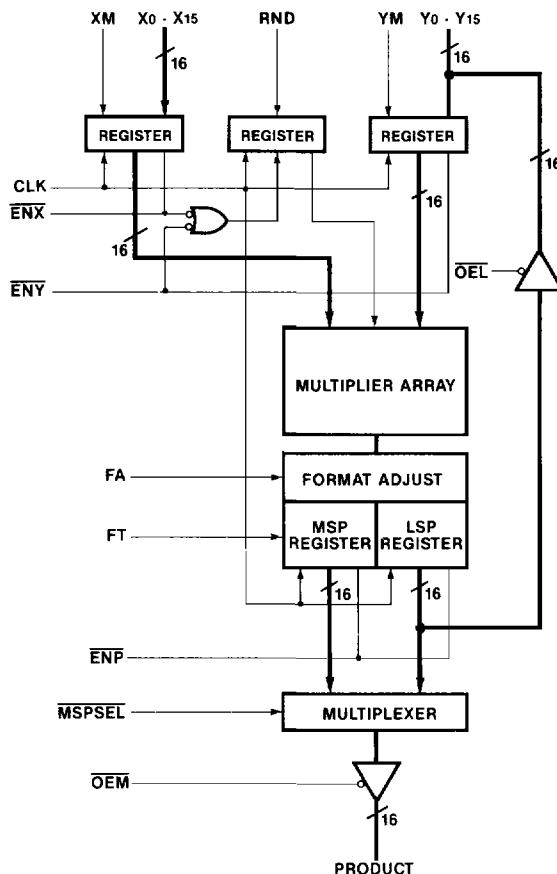 XM X0 - X15 RND YM Y0 - Y15
16 16
REGISTER REGISTER REGISTER
16
CLK
16
ENX
16
OEL
ENY
MULTIPLIER ARRAY
FA FORMAT ADJUST
FT MSP REGISTER LSP REGISTER
16 16
ENP
MSPSEL MULTIPLEXER
OEM
16
PRODUCT